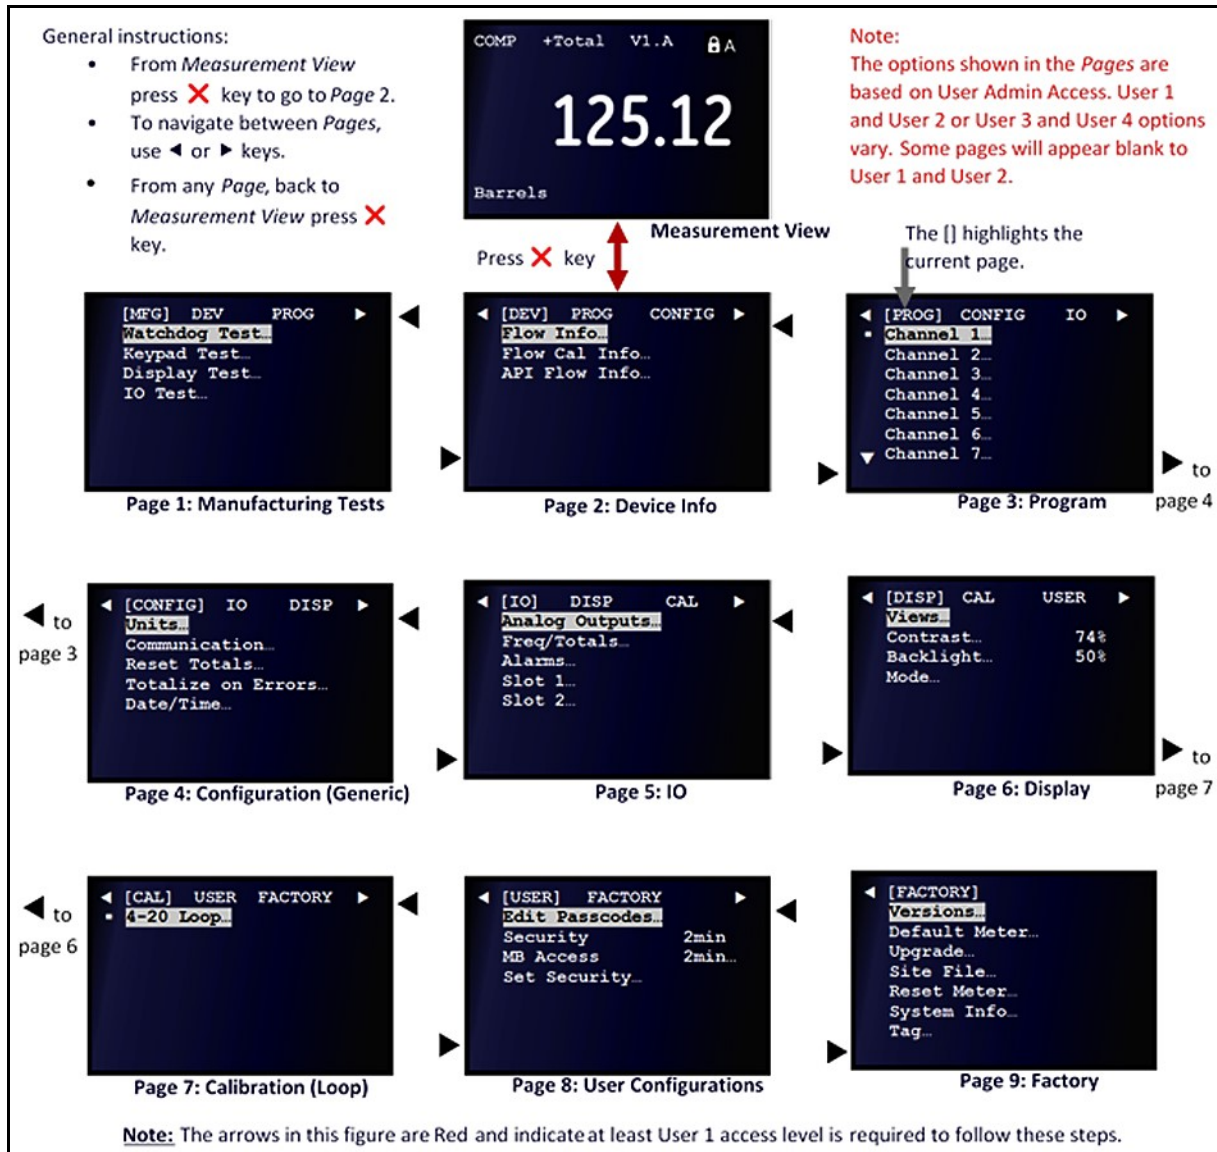 General instructions:
• From Measurement View
press ❌ key to go to Page 2.
• To navigate between Pages,
use ◄ or ► keys.
• From any Page, back to
Measurement View press ❌
key.
COMP +Total V1.A A
125.12
Barrels
Measurement View
Press ❌ key
Note:
The options shown in the Pages are
based on User Admin Access. User 1
and User 2 or User 3 and User 4 options
vary. Some pages will appear blank to
User 1 and User 2.
The [] highlights the
current page.
[MFG] DEV PROG ►
Watchdog Test…
Keypad Test…
Display Test…
IO Test…
Page 1: Manufacturing Tests
◄ [DEV] PROG CONFIG ►
Flow Info…
Flow Cal Info…
API Flow Info…
Page 2: Device Info
◄ [PROG] CONFIG IO ►
Channel 1…
Channel 2…
Channel 3…
Channel 4…
Channel 5…
Channel 6…
▼ Channel 7…
Page 3: Program
► to
page 4
◄ to
page 3
◄ [CONFIG] IO DISP ►
Units…
Communication…
Reset Totals…
Totalize on Errors…
Date/Time…
Page 4: Configuration (Generic)
◄ [IO] DISP CAL ►
Analog Outputs…
Freq/Totals…
Alarms…
Slot 1…
Slot 2…
Page 5: IO
◄ [DISP] CAL USER ►
Views…
Contrast… 74%
Backlight… 50%
Mode…
Page 6: Display
► to
page 7
◄ to
page 6
◄ [CAL] USER FACTORY ►
4-20 Loop…
Page 7: Calibration (Loop)
◄ [USER] FACTORY ►
Edit Passcodes…
Security 2min
MB Access 2min…
Set Security…
Page 8: User Configurations
◄ [FACTORY]
Versions…
Default Meter…
Upgrade…
Site File…
Reset Meter…
System Info…
Tag…
Page 9: Factory
Note: The arrows in this figure are Red and indicate at least User 1 access level is required to follow these steps.